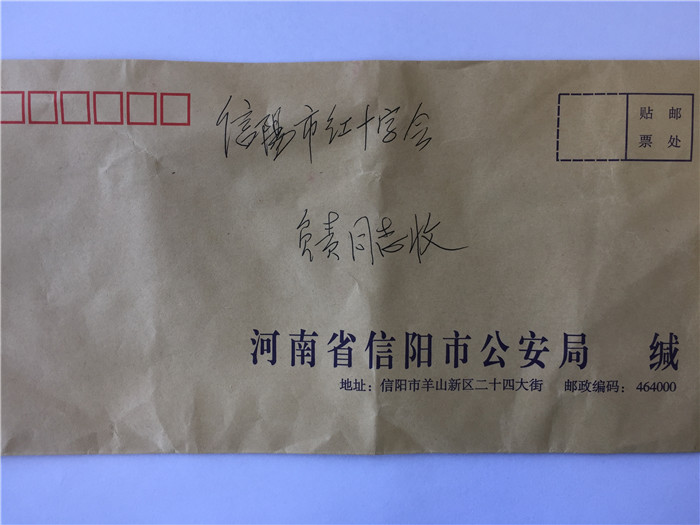 信陽市红十字会
贴邮
票处
负责同志收
河南省信阳市公安局 缄
地址：信阳市羊山新区二十四大街 邮政编码：464000